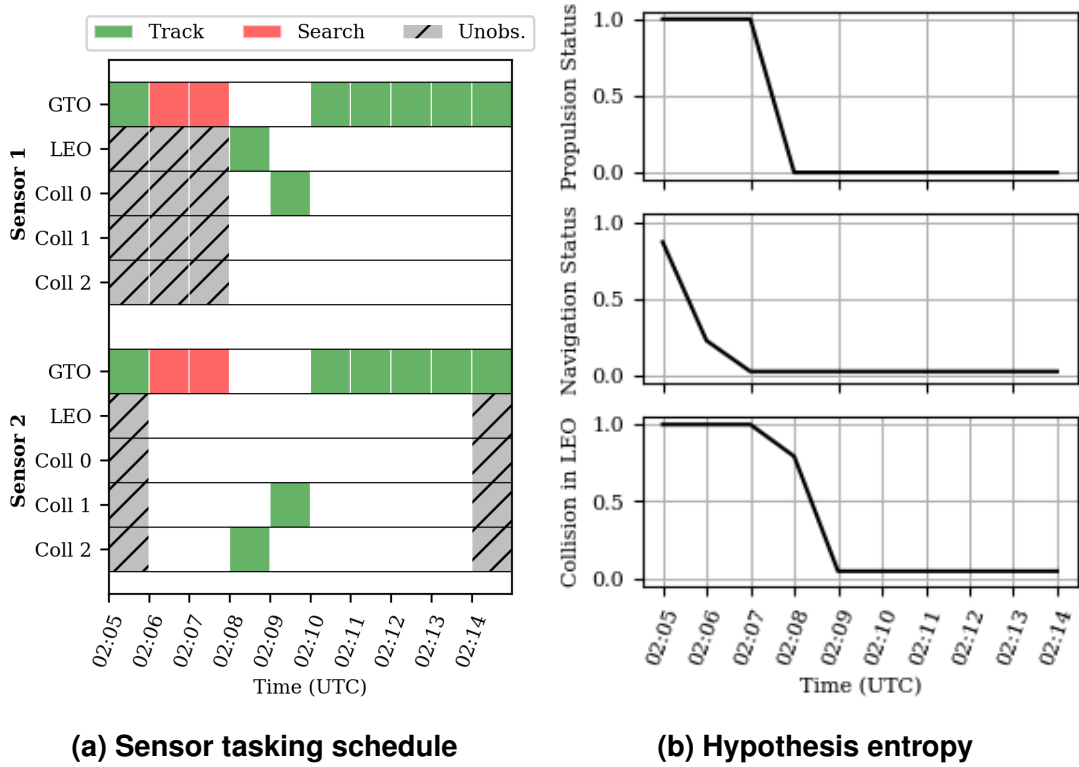 Track
Search
Unobs.
Sensor 1
GTO
LEO
Coll 0
Coll 1
Coll 2
Sensor 2
GTO
LEO
Coll 0
Coll 1
Coll 2
02:05
02:06
02:07
02:08
02:09
02:10
02:11
02:12
02:13
02:14
Time (UTC)
(a) Sensor tasking schedule
Propulsion Status
1.0
0.5
0.0
Navigation Status
1.0
0.5
0.0
Collision in LEO
1.0
0.5
0.0
02:05
02:06
02:07
02:08
02:09
02:10
02:11
02:12
02:13
02:14
Time (UTC)
(b) Hypothesis entropy